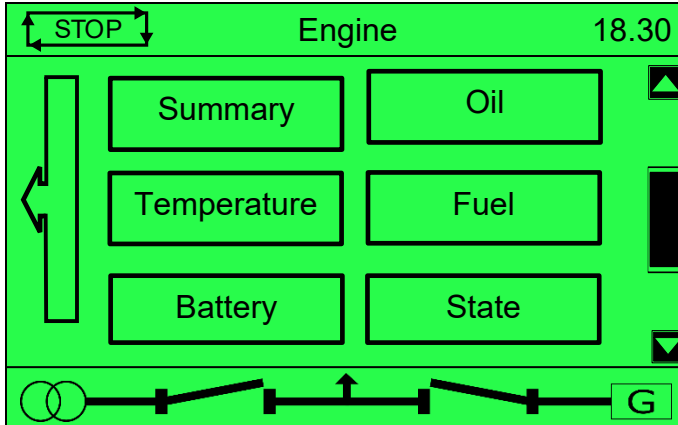 STOP Engine 18.30
Summary Oil
Temperature Fuel
Battery State
G